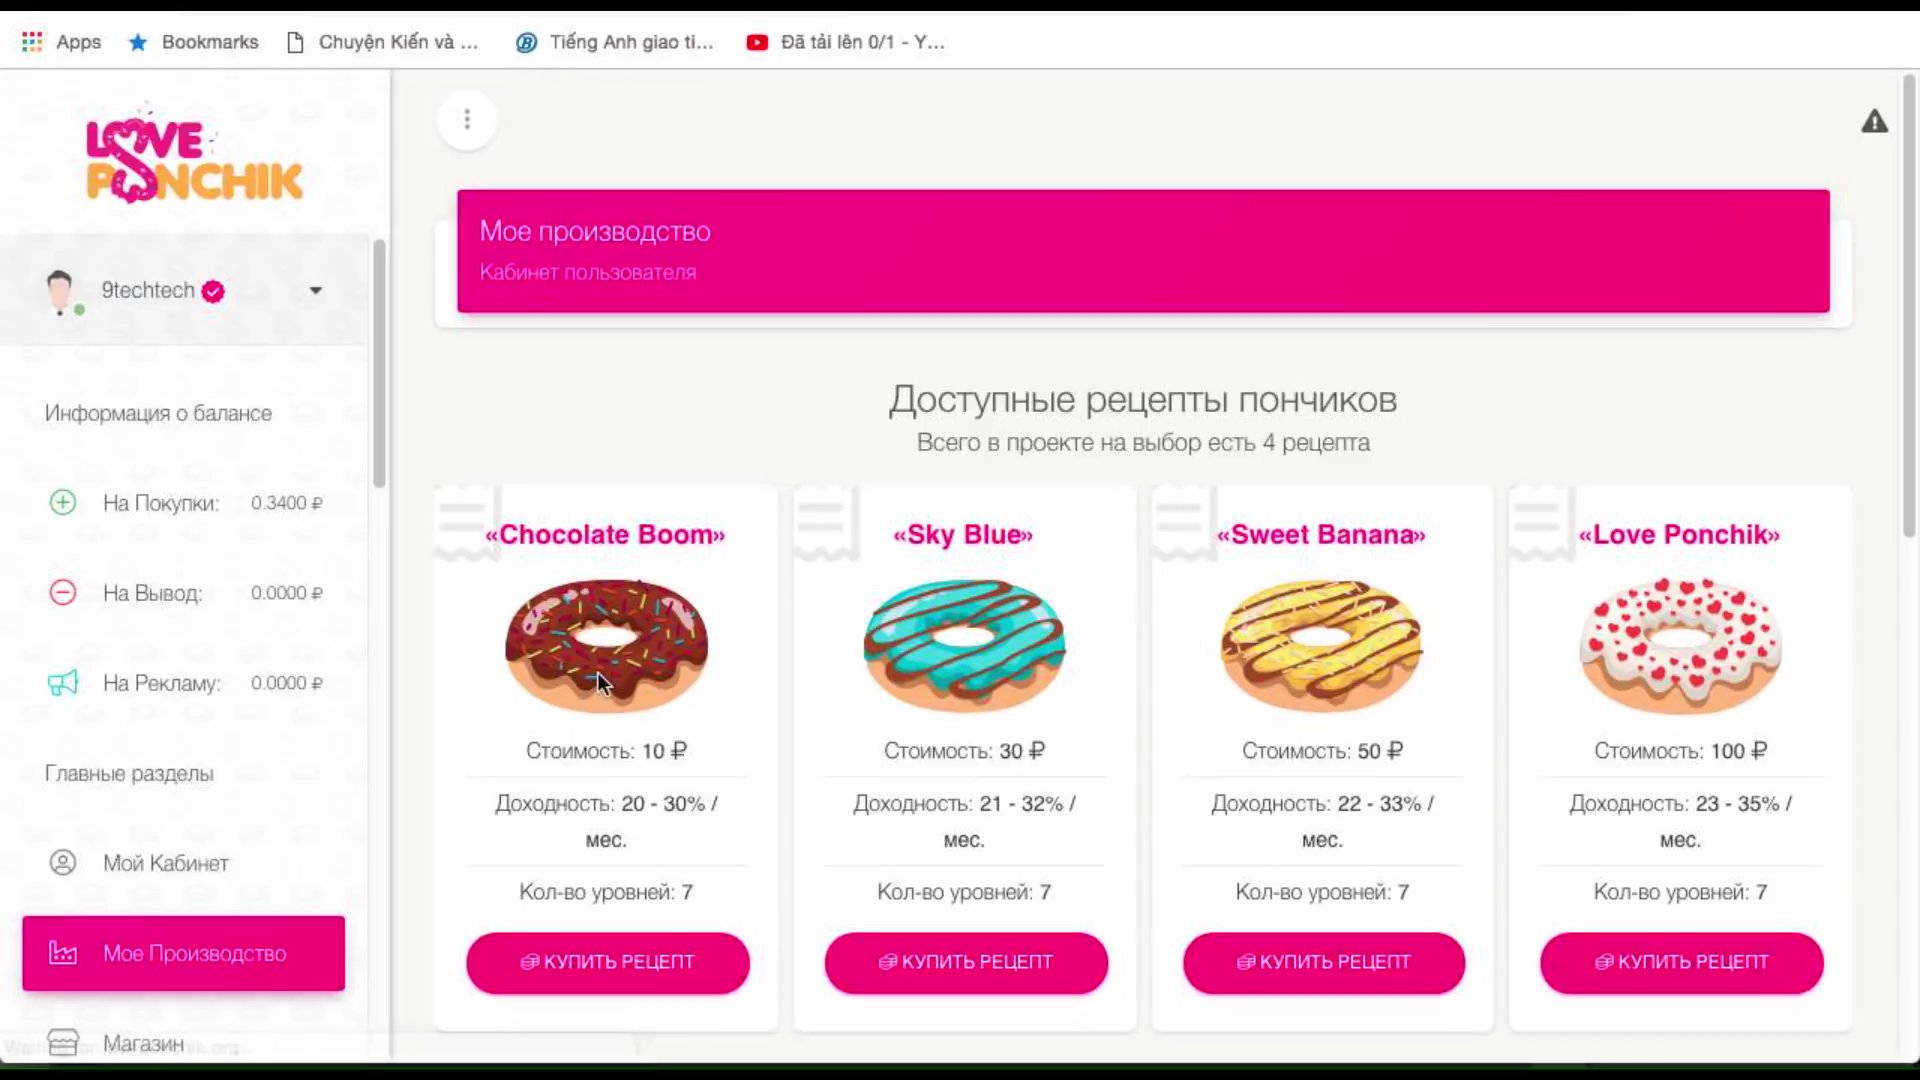 Apps
Bookmarks
Chuyện Kiến và ...
Tiếng Anh giao ti...
Đã tải lên 0/1 - Y...
LOVE
PONCHIK
9techtech
Информация о балансе
На Покупки: 0.3400 ₽
На Вывод: 0.0000 ₽
На Рекламу: 0.0000 ₽
Главные разделы
Мой Кабинет
Мое Производство
Магазин
Мое производство
Кабинет пользователя
Доступные рецепты пончиков
Всего в проекте на выбор есть 4 рецепта
«Chocolate Boom»
Стоимость: 10 ₽
Доходность: 20 - 30% /
мес.
Кол-во уровней: 7
КУПИТЬ РЕЦЕПТ
«Sky Blue»
Стоимость: 30 ₽
Доходность: 21 - 32% /
мес.
Кол-во уровней: 7
КУПИТЬ РЕЦЕПТ
«Sweet Banana»
Стоимость: 50 ₽
Доходность: 22 - 33% /
мес.
Кол-во уровней: 7
КУПИТЬ РЕЦЕПТ
«Love Ponchik»
Стоимость: 100 ₽
Доходность: 23 - 35% /
мес.
Кол-во уровней: 7
КУПИТЬ РЕЦЕПТ